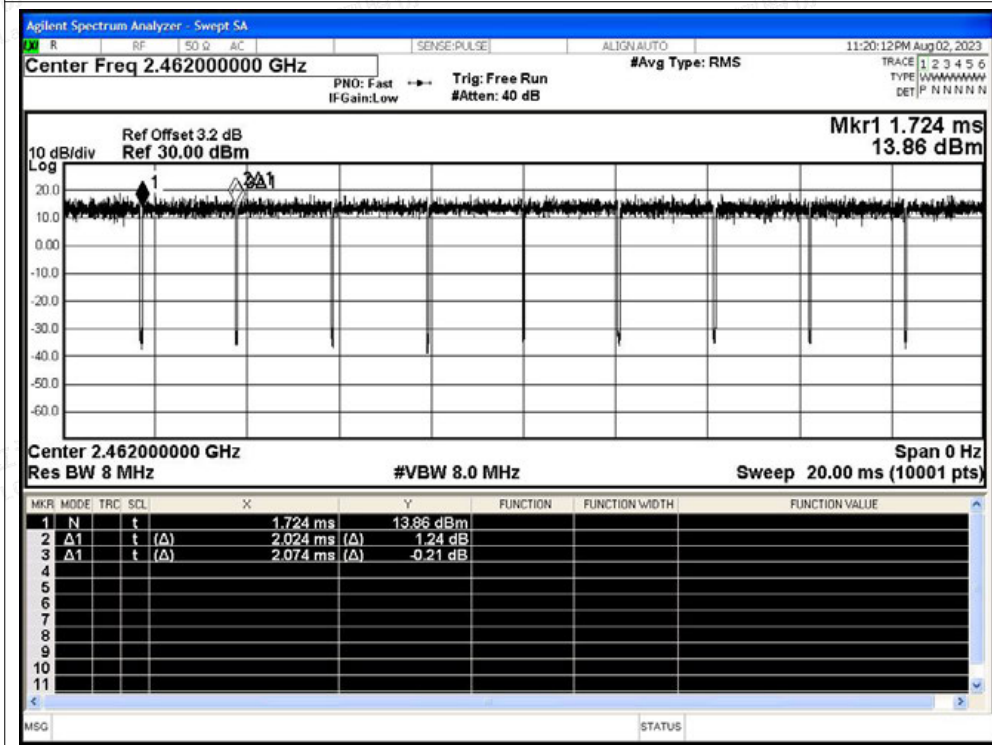 Agilent Spectrum Analyzer - Swept SA
R RF 50 Ω AC SENSE:PULSE ALIGN AUTO 11:20:12 PM Aug 02, 2023
Center Freq 2.462000000 GHz #Avg Type: RMS TRACE 1 2 3 4 5 6
PNO: Fast Trig: Free Run TYPE WWWWWW
IFGain:Low #Atten: 40 dB DET P N N N N N
Mkr1 1.724 ms
Ref Offset 3.2 dB
10 dB/div Ref 30.00 dBm 13.86 dBm
Log
1 3Δ1
20.0
10.0
0.00
-10.0
-20.0
-30.0
-40.0
-50.0
-60.0
Center 2.462000000 GHz Span 0 Hz
Res BW 8 MHz #VBW 8.0 MHz Sweep 20.00 ms (10001 pts)
MKR MODE TRC SCL X Y FUNCTION FUNCTION WIDTH FUNCTION VALUE
1 N t 1.724 ms 13.86 dBm
2 Δ1 t (Δ) 2.024 ms (Δ) 1.24 dB
3 Δ1 t (Δ) 2.074 ms (Δ) -0.21 dB
4
5
6
7
8
9
10
11
MSG STATUS